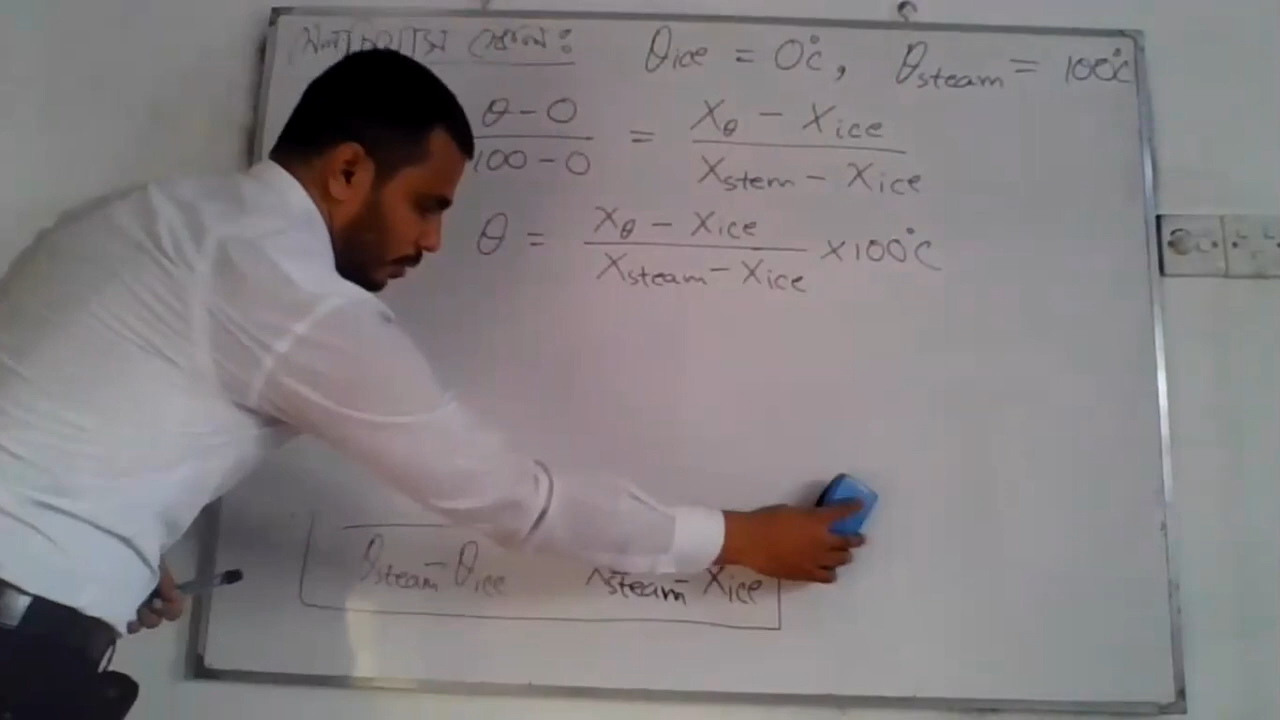 স্কেল: θice = 0°C, θsteam = 100°C
θ-0/100-0 = Xθ - Xice/Xstem - Xice
θ = Xθ - Xice/Xsteam - Xice ×100°C
θsteam - θice Xsteam - Xice